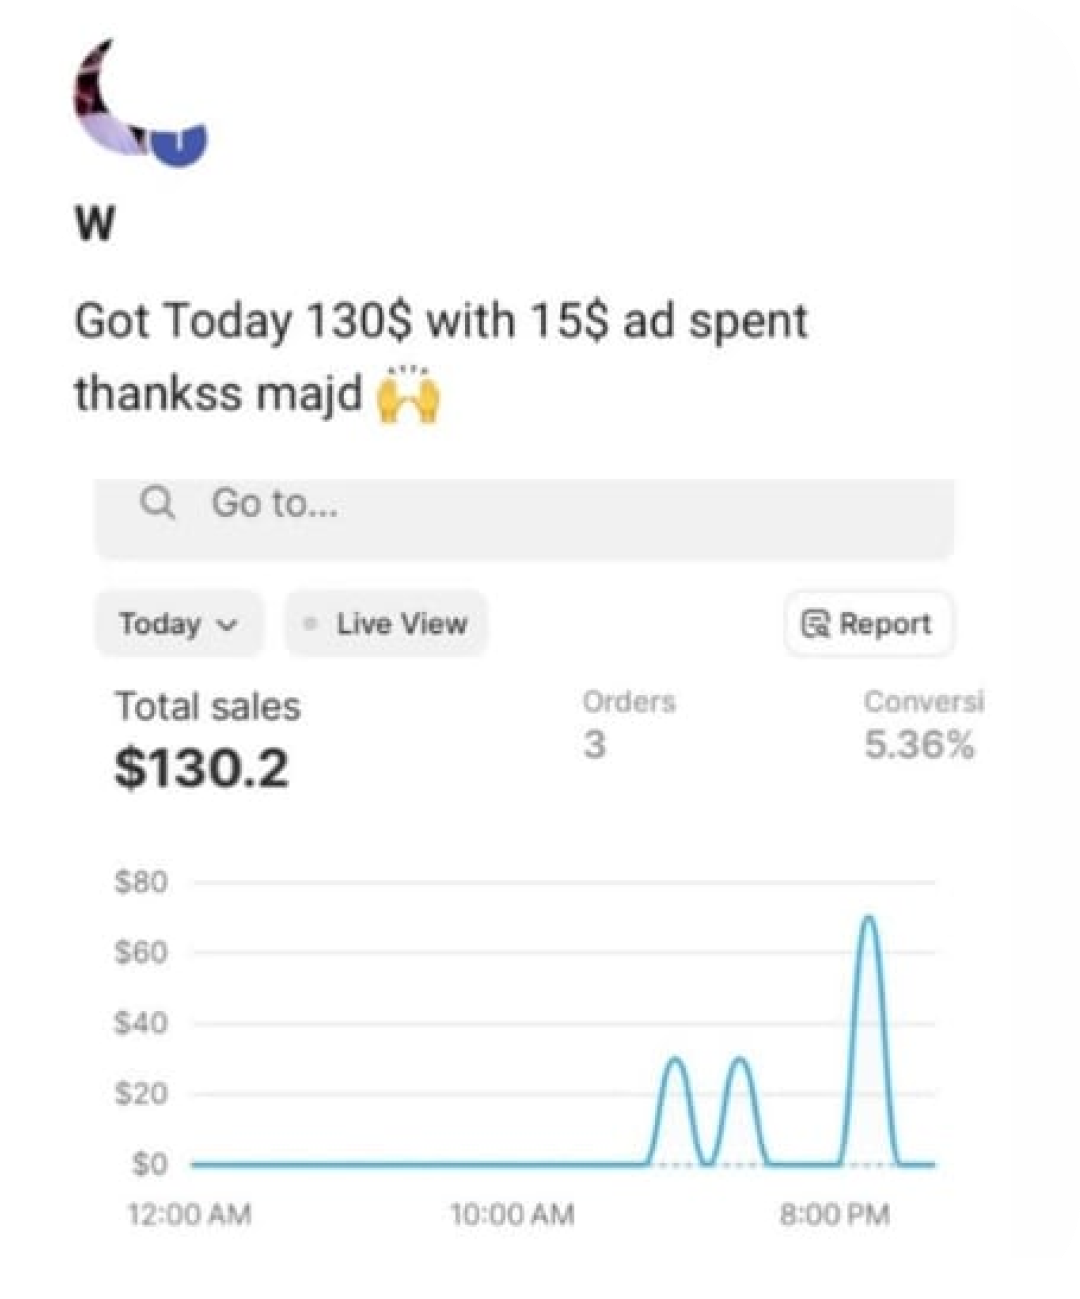 W
Got Today 130$ with 15$ ad spent
thankss majd 🙌
Go to...
Today
Live View
Report
Total sales
Orders
Conversi
$130.2
3
5.36%
$80
$60
$40
$20
$0
12:00 AM
10:00 AM
8:00 PM